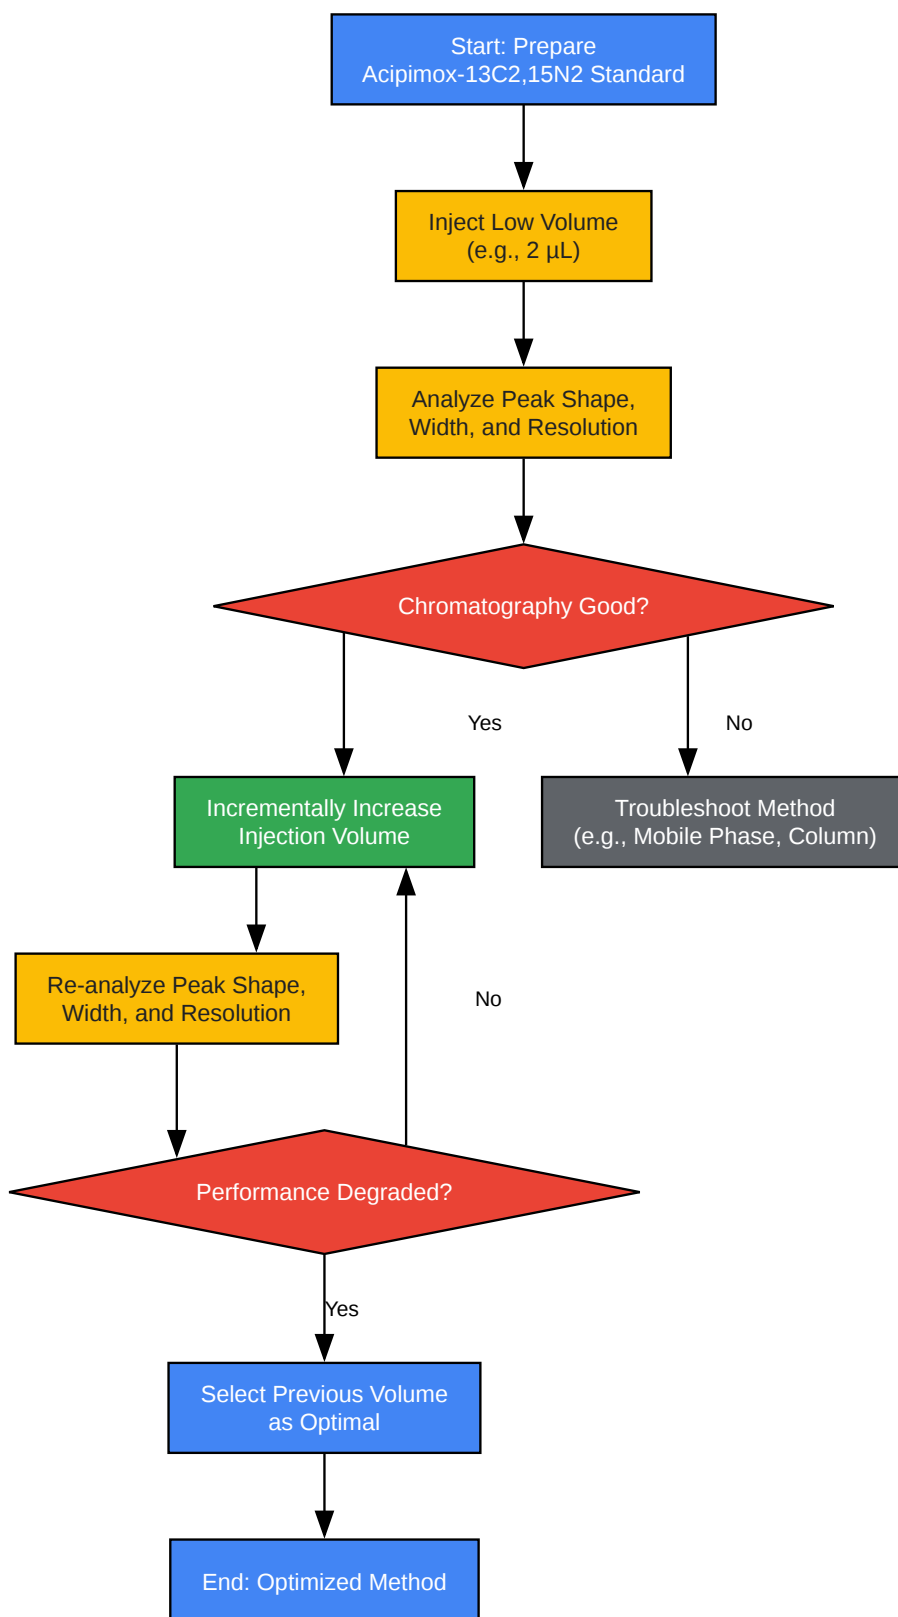 Start: Prepare
Acipimox-13C2,15N2 Standard
Inject Low Volume
(e.g., 2 µL)
Analyze Peak Shape,
Width, and Resolution
Chromatography Good?
Yes
No
Incrementally Increase
Injection Volume
Troubleshoot Method
(e.g., Mobile Phase, Column)
Re-analyze Peak Shape,
Width, and Resolution
No
Performance Degraded?
Yes
Select Previous Volume
as Optimal
End: Optimized Method